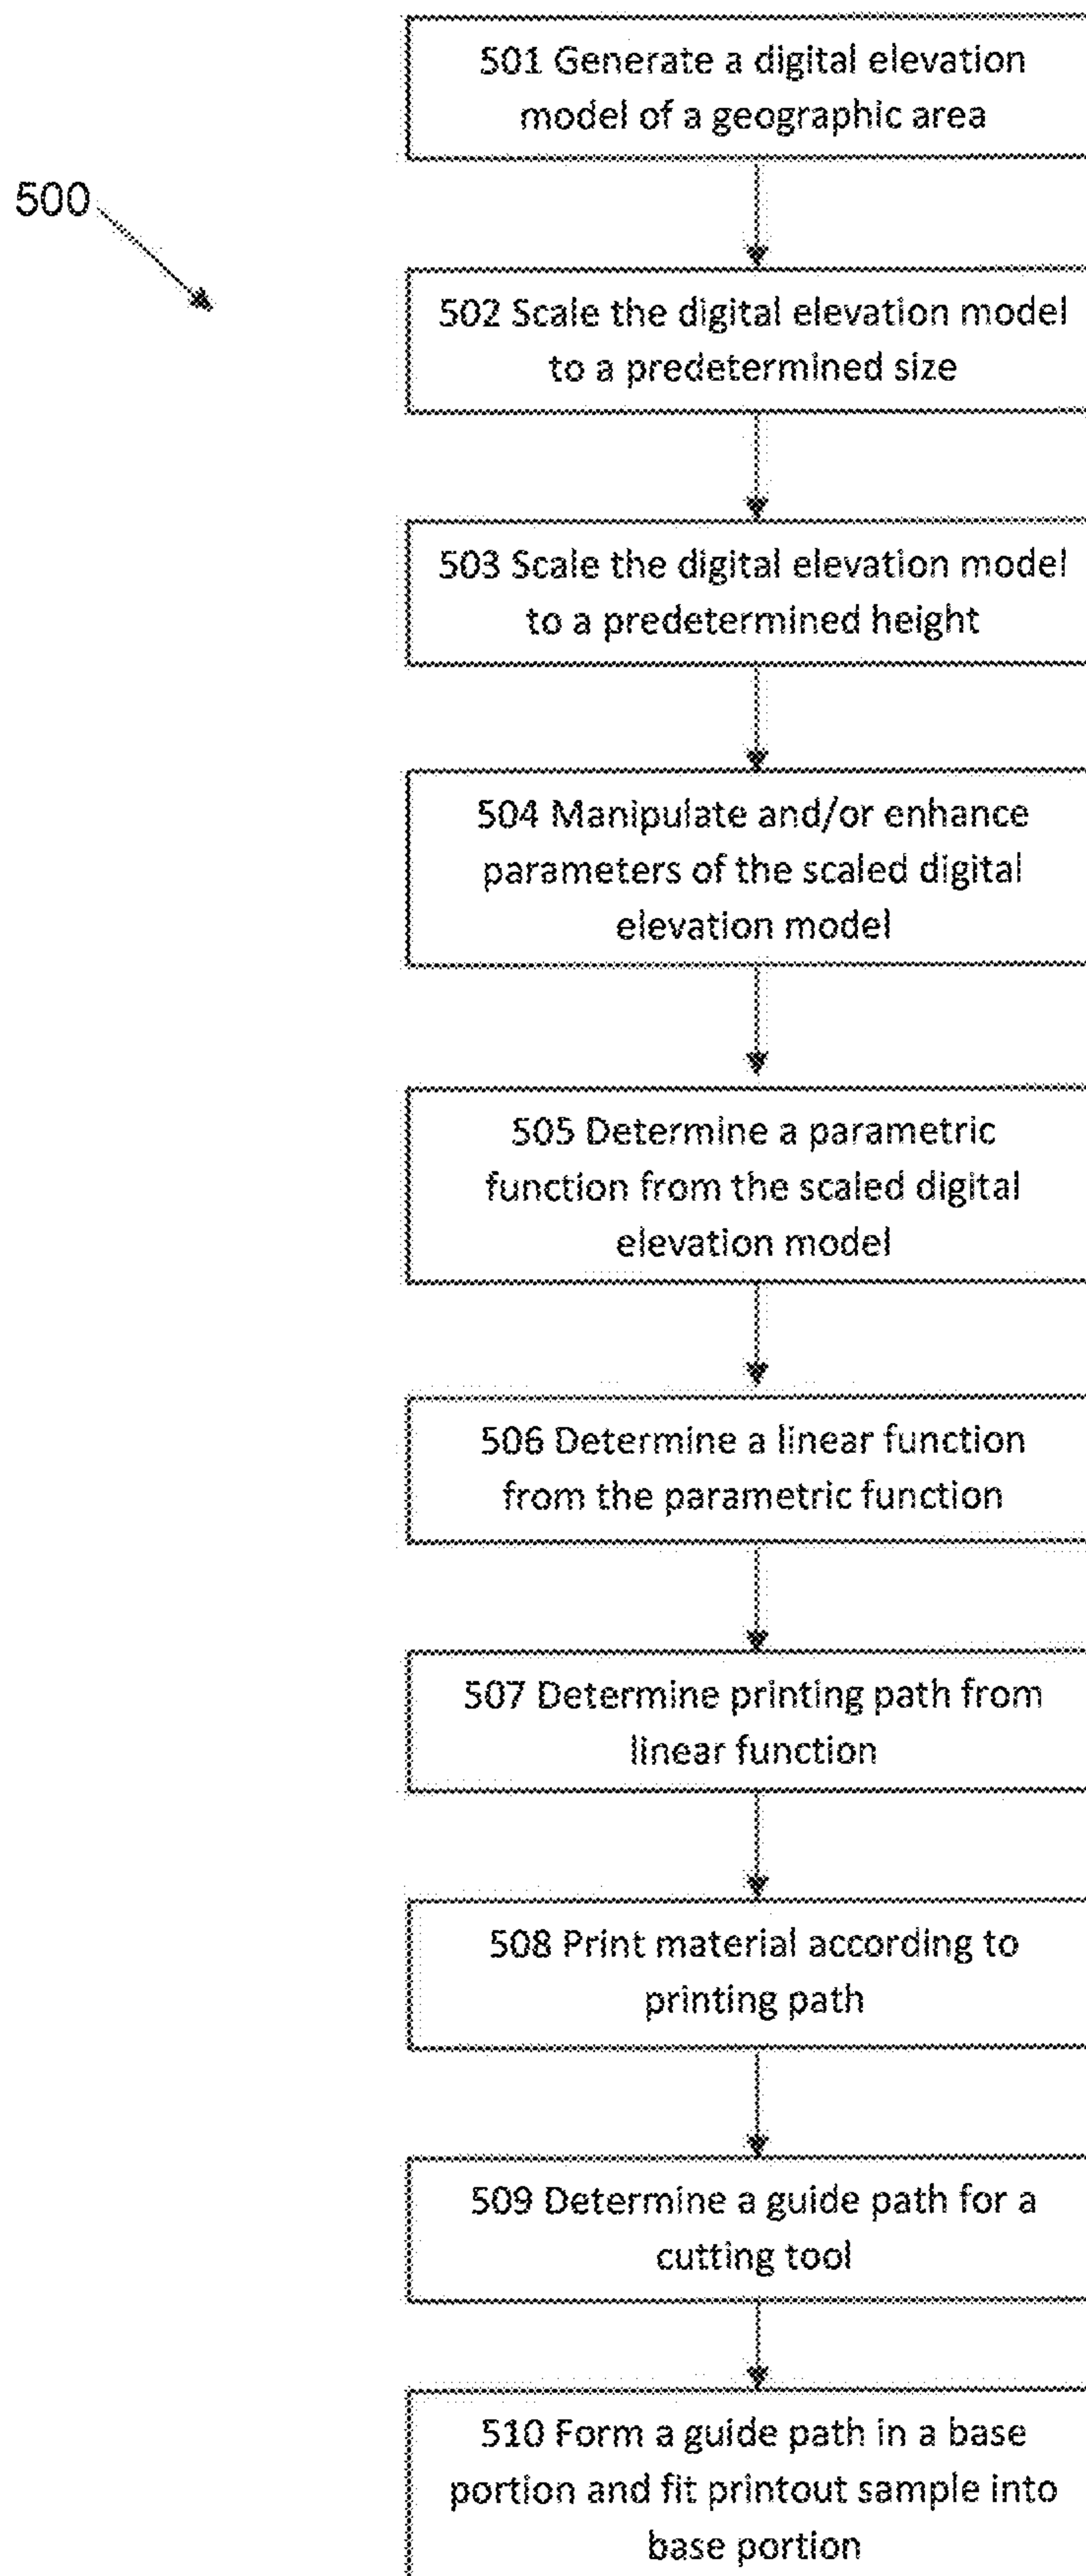 501 Generate a digital elevation
model of a geographic area
500
502 Scale the digital elevation model
to a predetermined size
503 Scale the digital elevation model
to a predetermined height
504 Manipulate and/or enhance
parameters of the scaled digital
elevation model
505 Determine a parametric
function from the scaled digital
elevation model
506 Determine a linear function
from the parametric function
507 Determine printing path from
linear function
508 Print material according to
printing path
509 Determine a guide path for a
cutting tool
510 Form a guide path in a base
portion and fit printout sample into
base portion